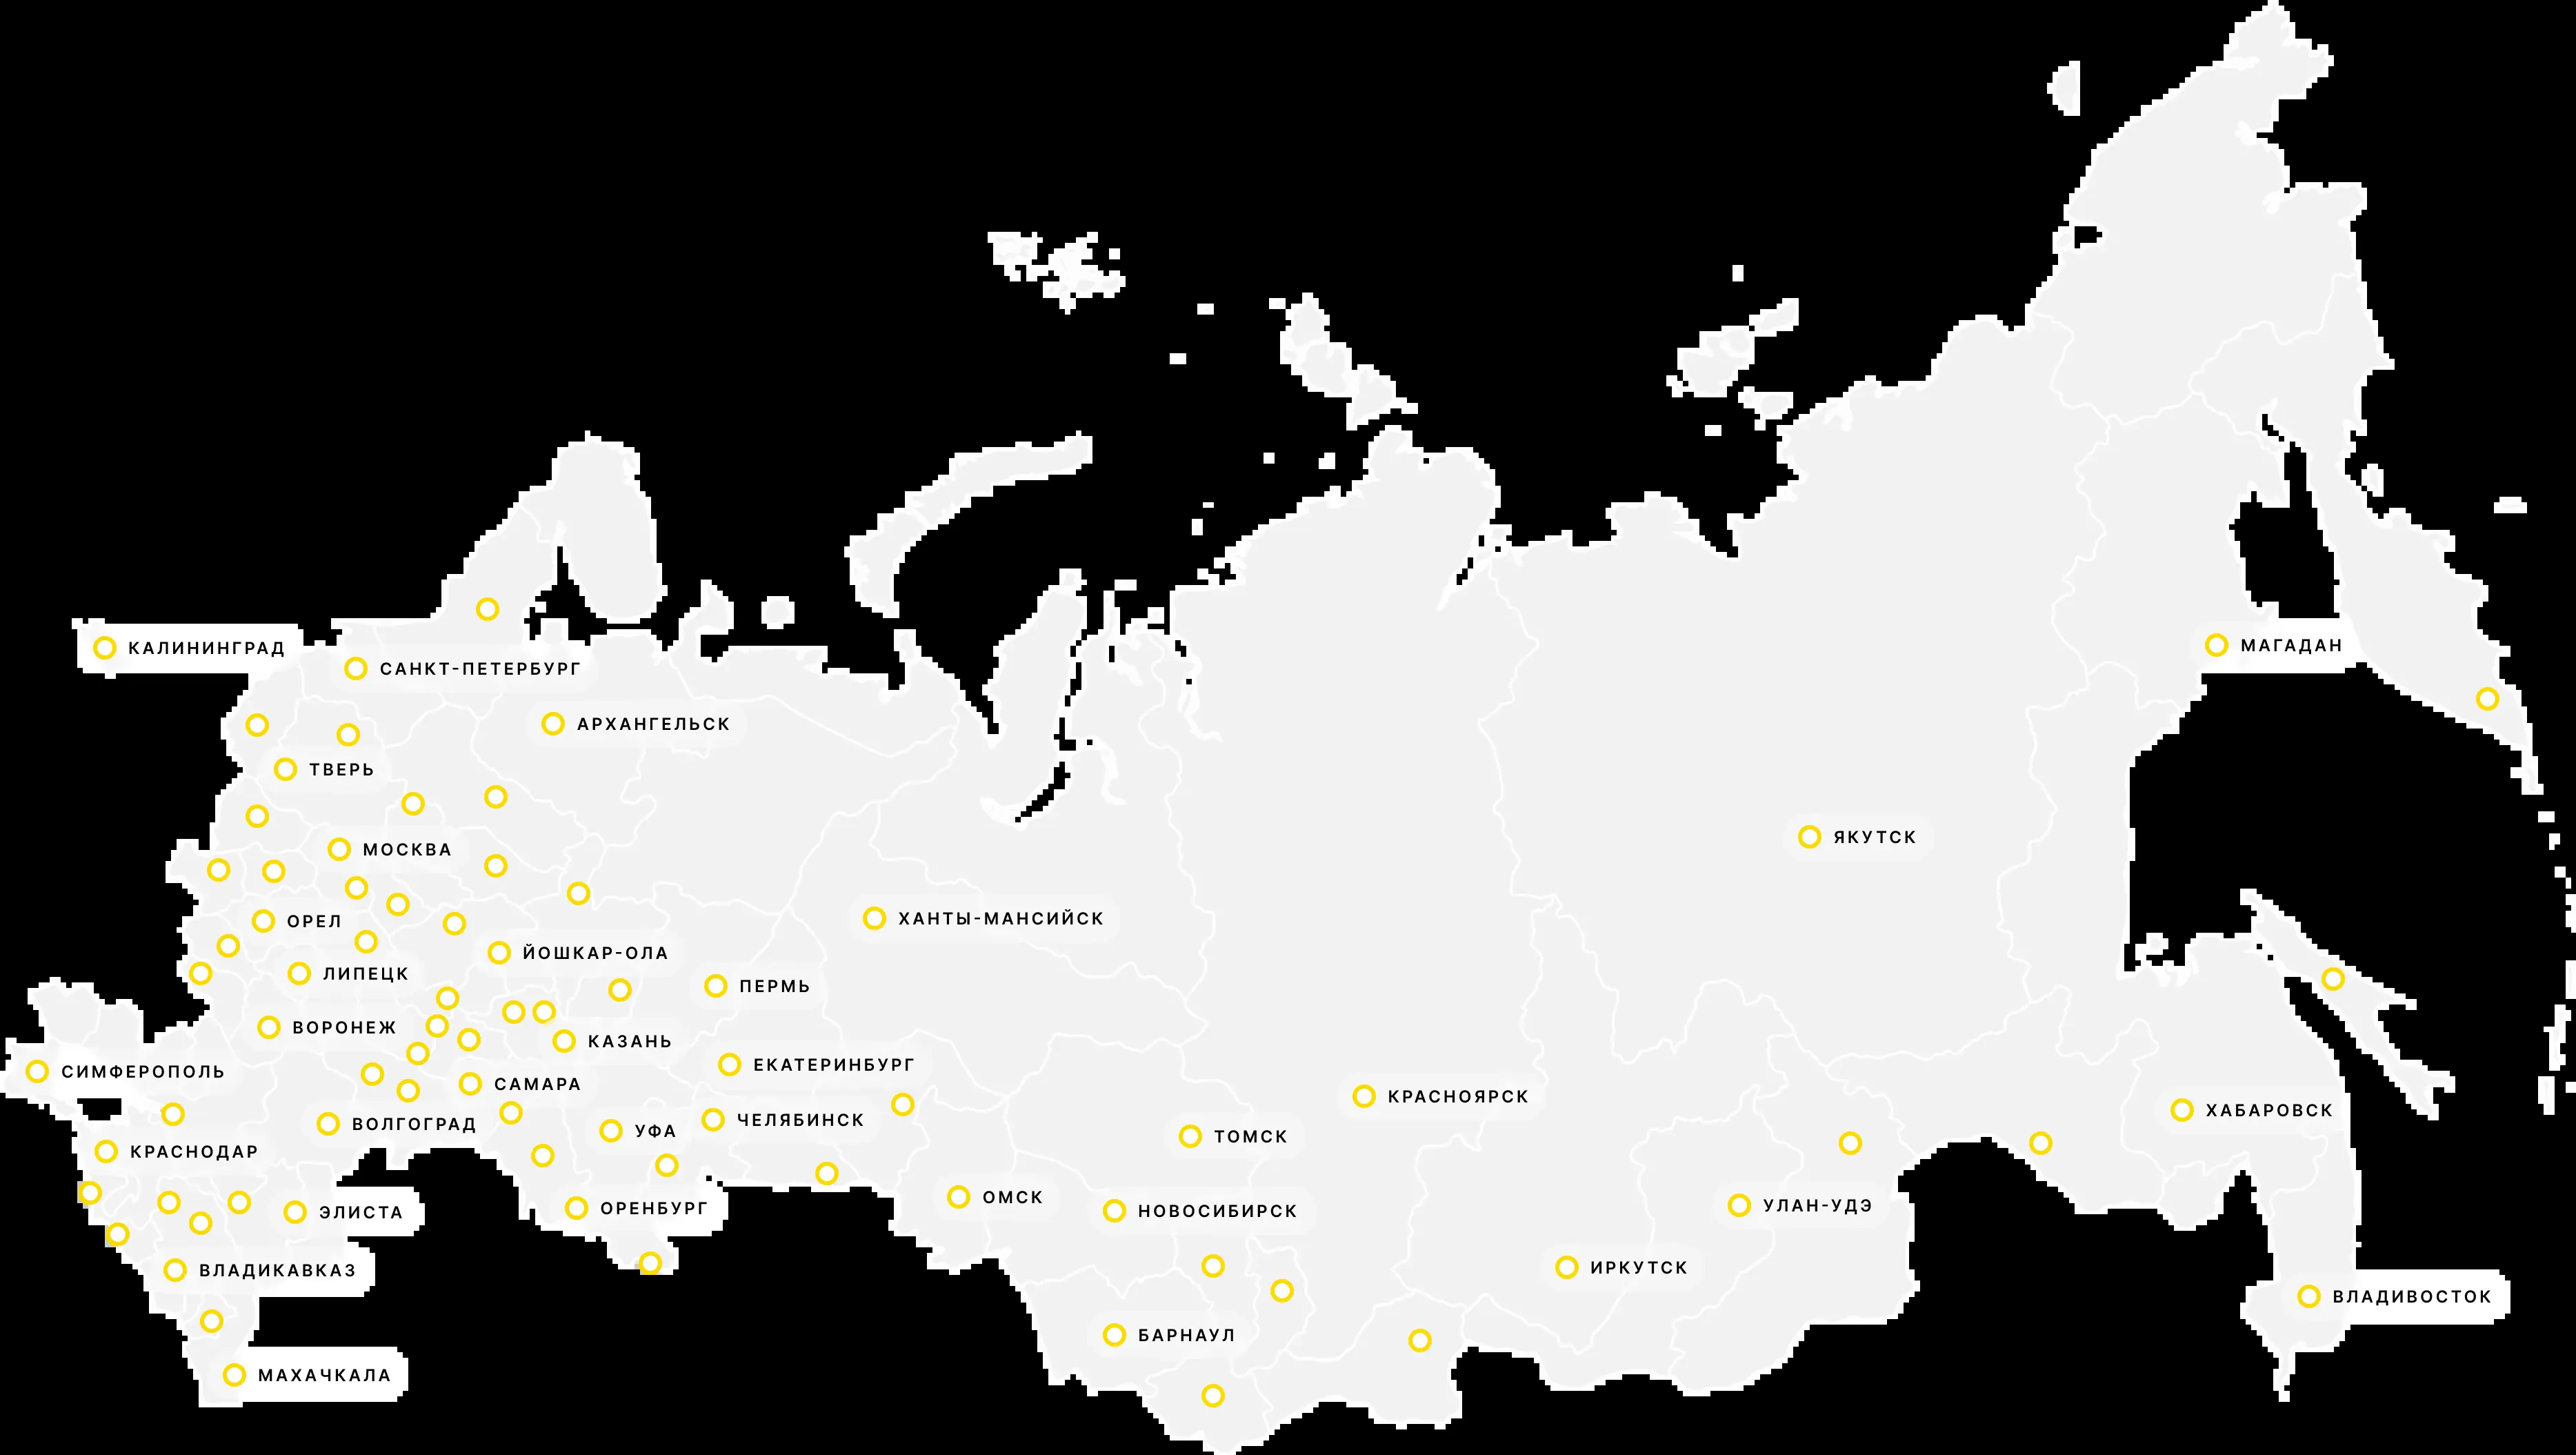 КАЛИНИНГРАД
МАГАДАН
САНКТ-ПЕТЕРБУРГ
АРХАНГЕЛЬСК
ТВЕРЬ
ЯКУТСК
МОСКВА
ХАНТЫ-МАНСИЙСК
ОРЕЛ
ЙОШКАР-ОЛА
ЛИПЕЦК
ПЕРМЬ
ВОРОНЕЖ
КАЗАНЬ
ЕКАТЕРИНБУРГ
СИМФЕРОПОЛЬ
САМАРА
КРАСНОЯРСК
ХАБАРОВСК
ЧЕЛЯБИНСК
ВОЛГОГРАД
УФА
ТОМСК
КРАСНОДАР
ОМСК
УЛАН-УДЭ
ОРЕНБУРГ
НОВОСИБИРСК
ЭЛИСТА
ИРКУТСК
ВЛАДИКАВКАЗ
ВЛАДИВОСТОК
БАРНАУЛ
МАХАЧКАЛА